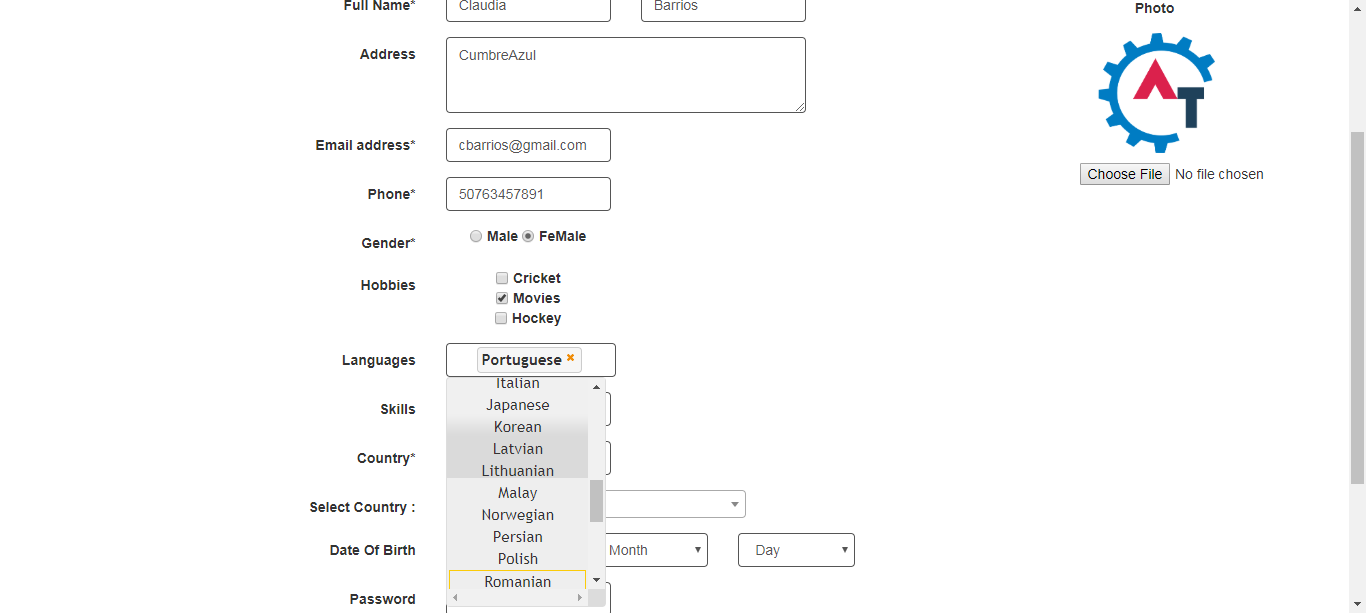 Full Name* Claudia Barrios
Photo
Address CumbreAzul
AT
Email address* cbarrios@gmail.com
Choose File No file chosen
Phone* 50763457891
Gender* Male FeMale
Hobbies Cricket
Movies
Hockey
Languages Portuguese
Italian
Japanese
Skills
Korean
Latvian
Country*
Lithuanian
Malay
Select Country :
Norwegian
Persian
Date Of Birth Month Day
Polish
Romanian
Password